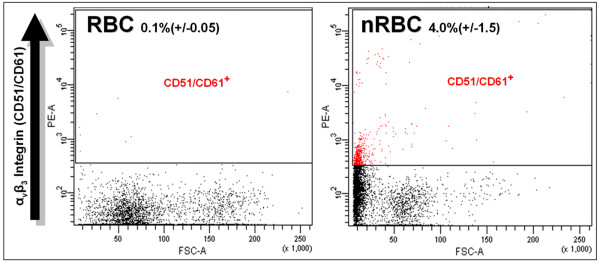 α_vβ_3 Integrin (CD51/CD61)
RBC 0.1%(+/-0.05)
CD51/CD61^+
PE-A
10^5
10^4
10^3
10^2
50 100 150 200 250
FSC-A
(x 1,000)
nRBC 4.0%(+/-1.5)
CD51/CD61^+
PE-A
10^5
10^4
10^3
10^2
50 100 150 200 250
FSC-A
(x 1,000)